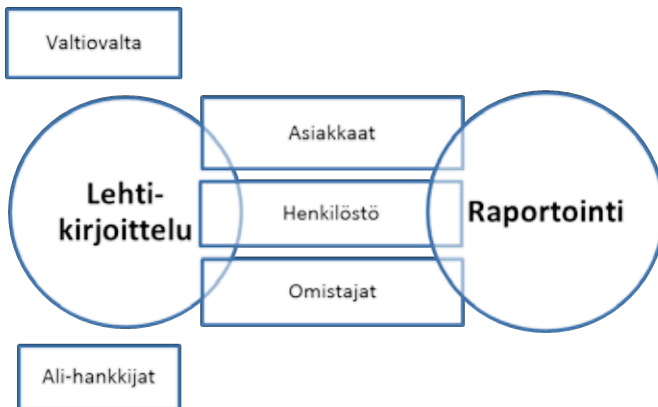 Valtiovalta
Asiakkaat
Lehti-
kirjoittelu
Henkilöstö
Raportointi
Omistajat
Ali-hankkijat